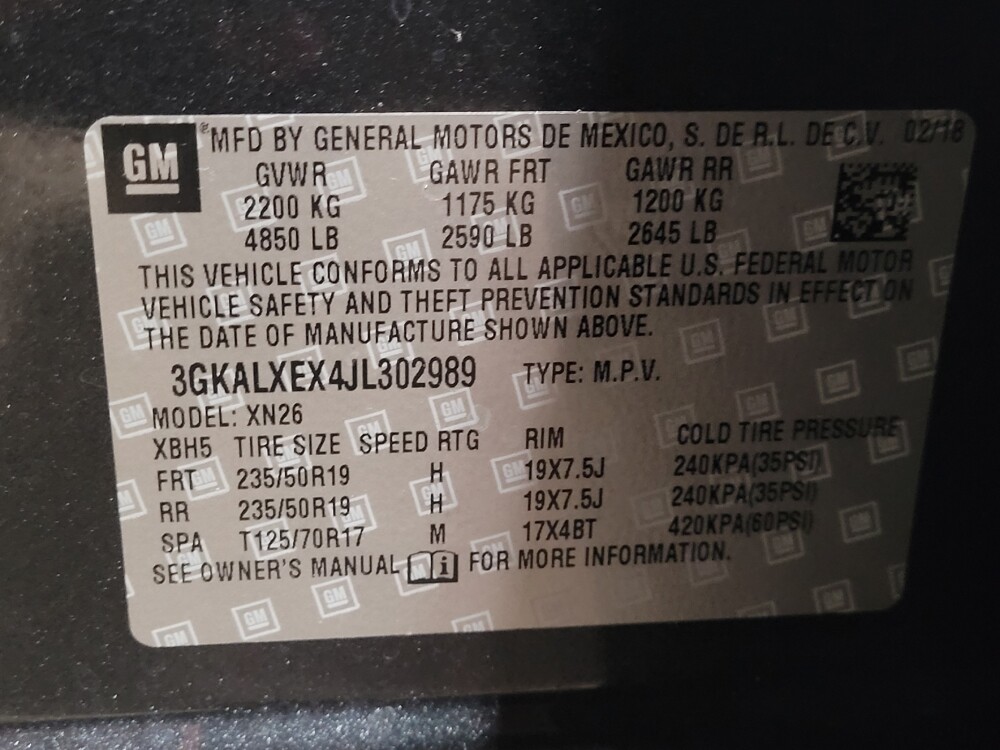 GM ®MFD BY GENERAL MOTORS DE MEXICO, S. DE R.L. DE C.V. 02/18
GVWR GAWR FRT GAWR RR
2200 KG 1175 KG 1200 KG
4850 LB 2590 LB 2645 LB
THIS VEHICLE CONFORMS TO ALL APPLICABLE U.S. FEDERAL MOTOR
VEHICLE SAFETY AND THEFT PREVENTION STANDARDS IN EFFECT ON
THE DATE OF MANUFACTURE SHOWN ABOVE.
3GKALXEX4JL302989 TYPE: M.P.V.
MODEL: XN26
XBH5 TIRE SIZE SPEED RTG RIM COLD TIRE PRESSURE
FRT 235/50R19 H 19X7.5J 240KPA(35PSI)
RR 235/50R19 H 19X7.5J 240KPA(35PSI)
SPA T125/70R17 M 17X4BT 420KPA(60PSI)
SEE OWNER'S MANUAL i FOR MORE INFORMATION.